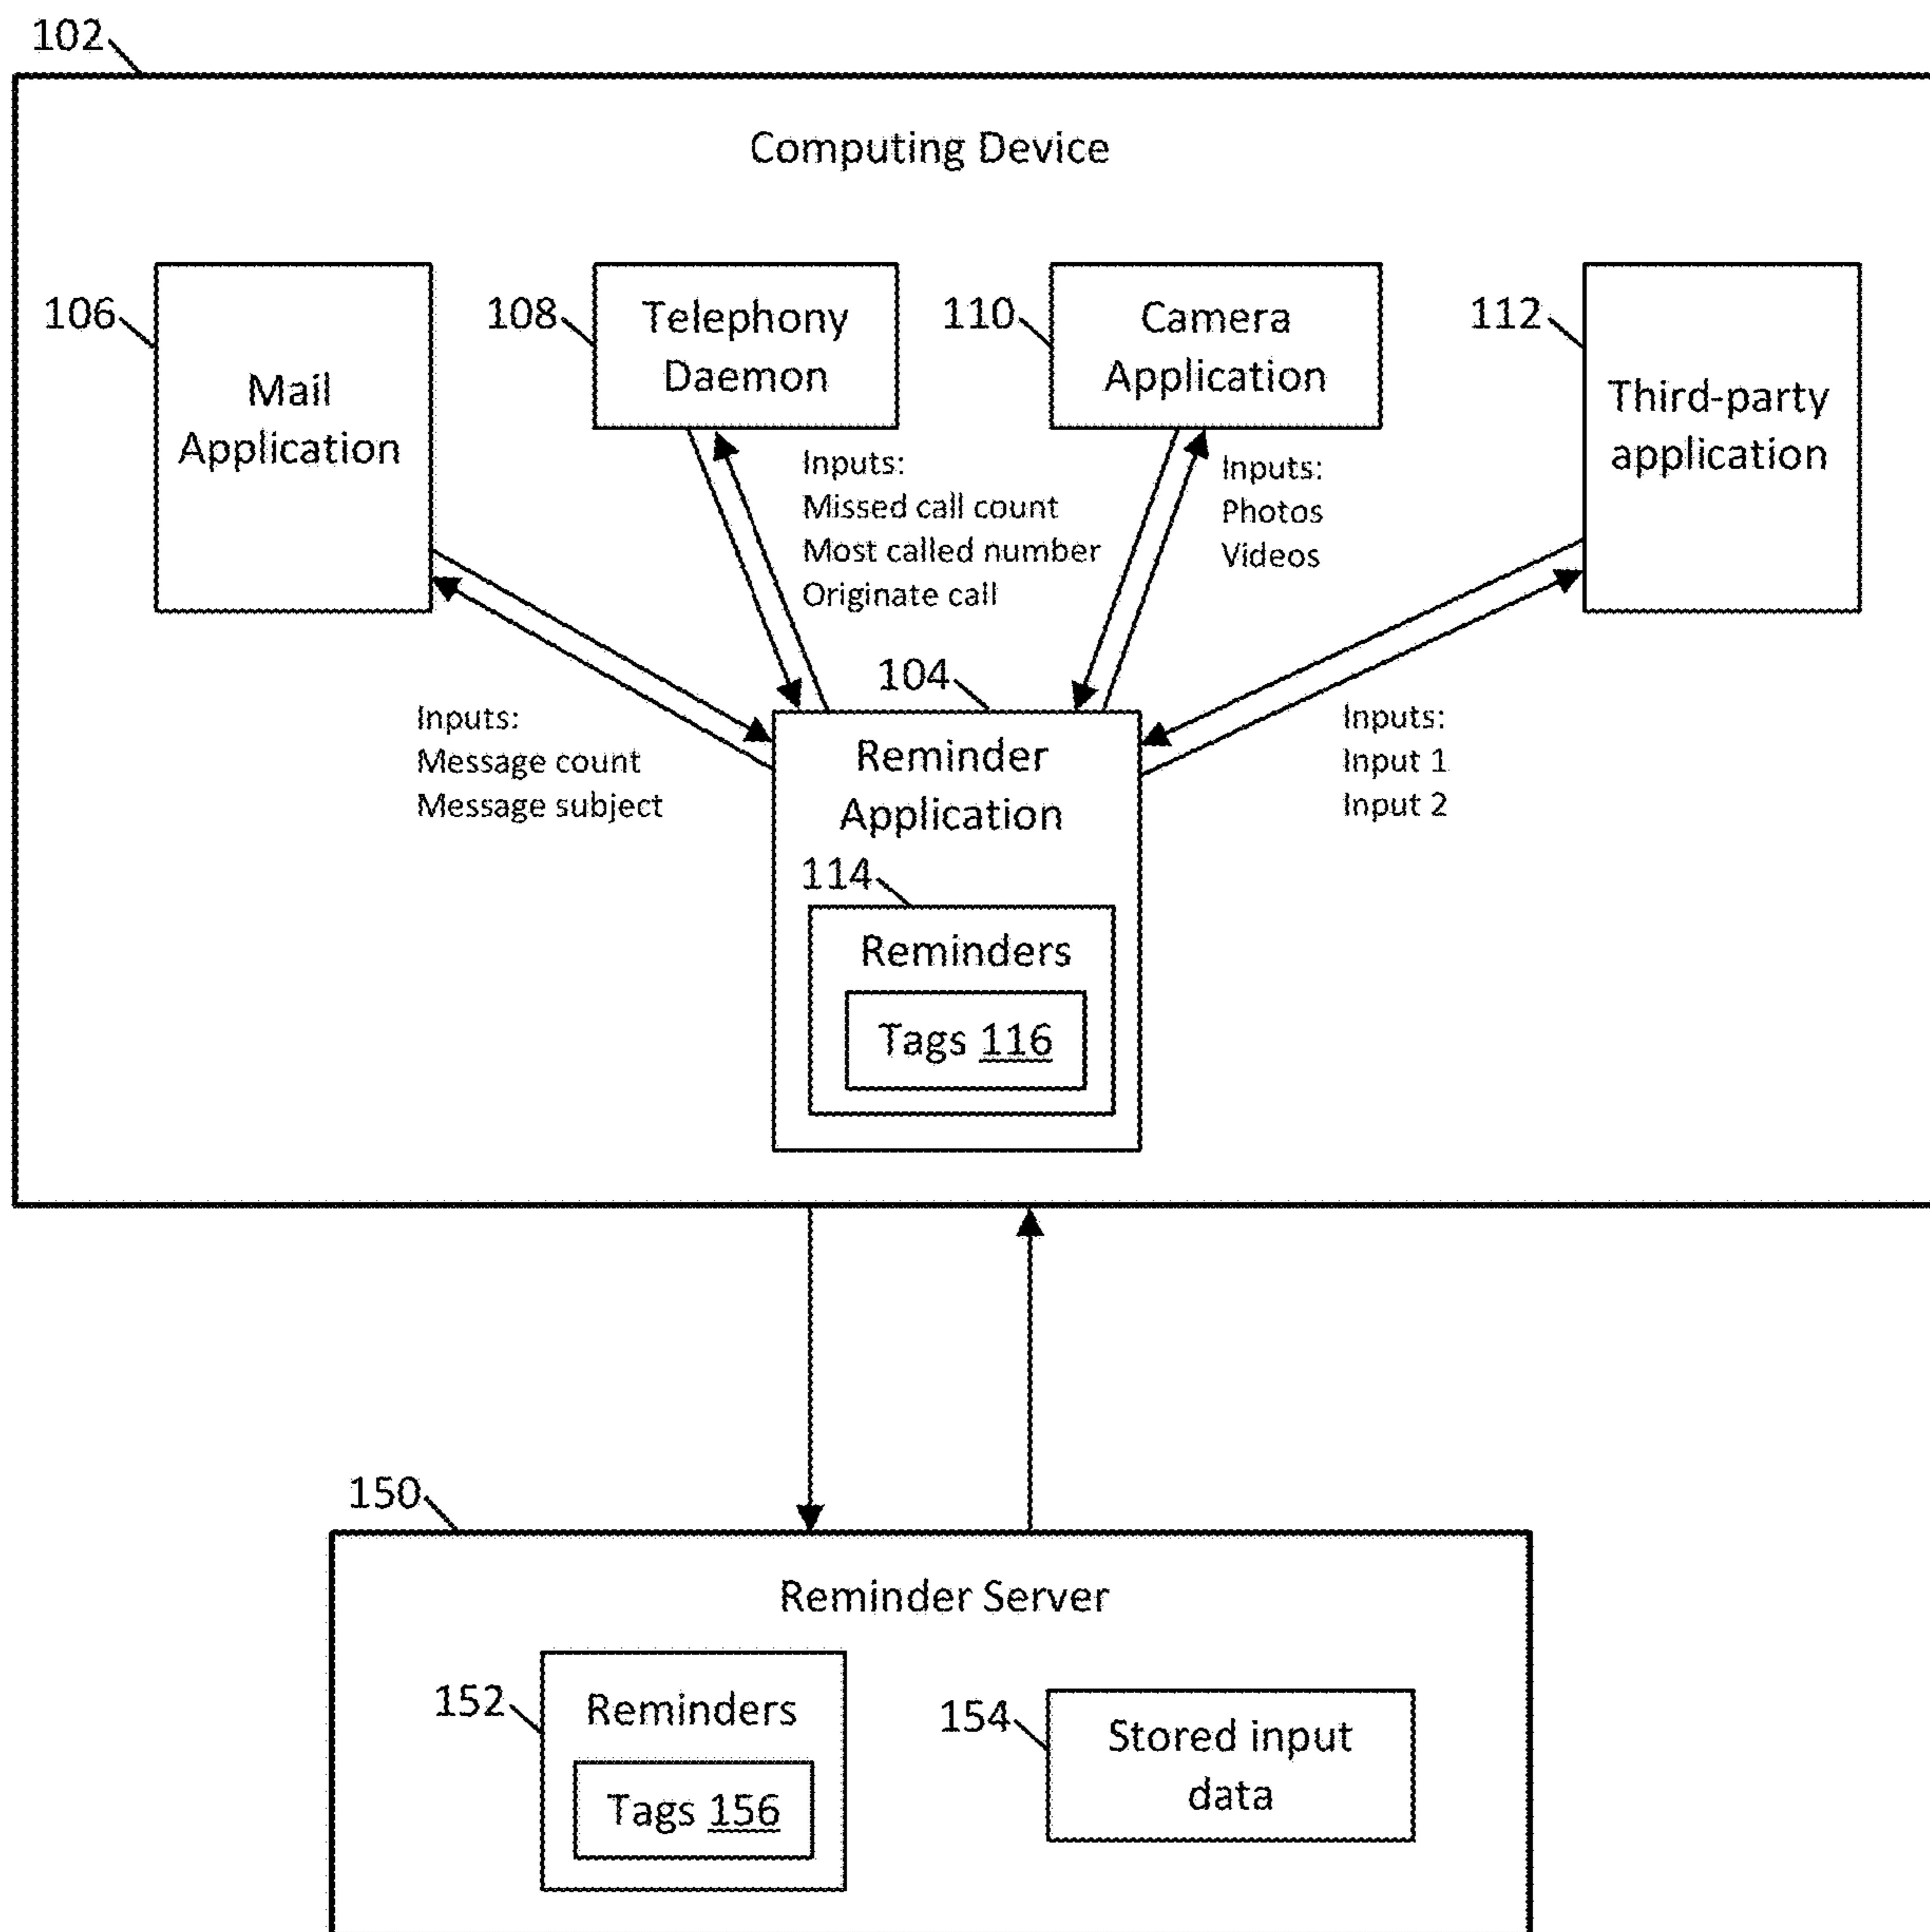 102
Computing Device
106
Mail
Application
108
Telephony
Daemon
110
Camera
Application
112
Third-party
application
Inputs:
Missed call count
Most called number
Originate call
Inputs:
Photos
Videos
Inputs:
Message count
Message subject
104
Reminder
Application
Inputs:
Input 1
Input 2
114
Reminders
Tags 116
150
Reminder Server
152
Reminders
Tags 156
154
Stored input
data